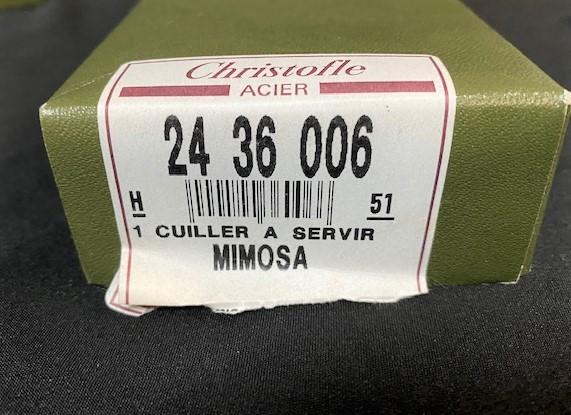 Christofle
ACIER
24 36 006
H 51
1 CUILLER A SERVIR
MIMOSA